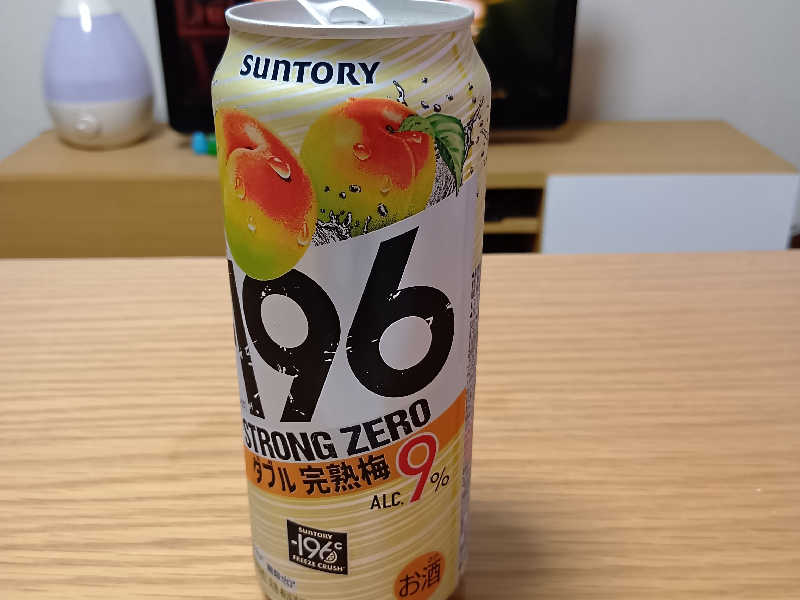 SUNTORY
-196
STRONG ZERO
ダブル 完熟梅
ALC. 9%
SUNTORY
-196℃
FREEZE CRUSH
お酒